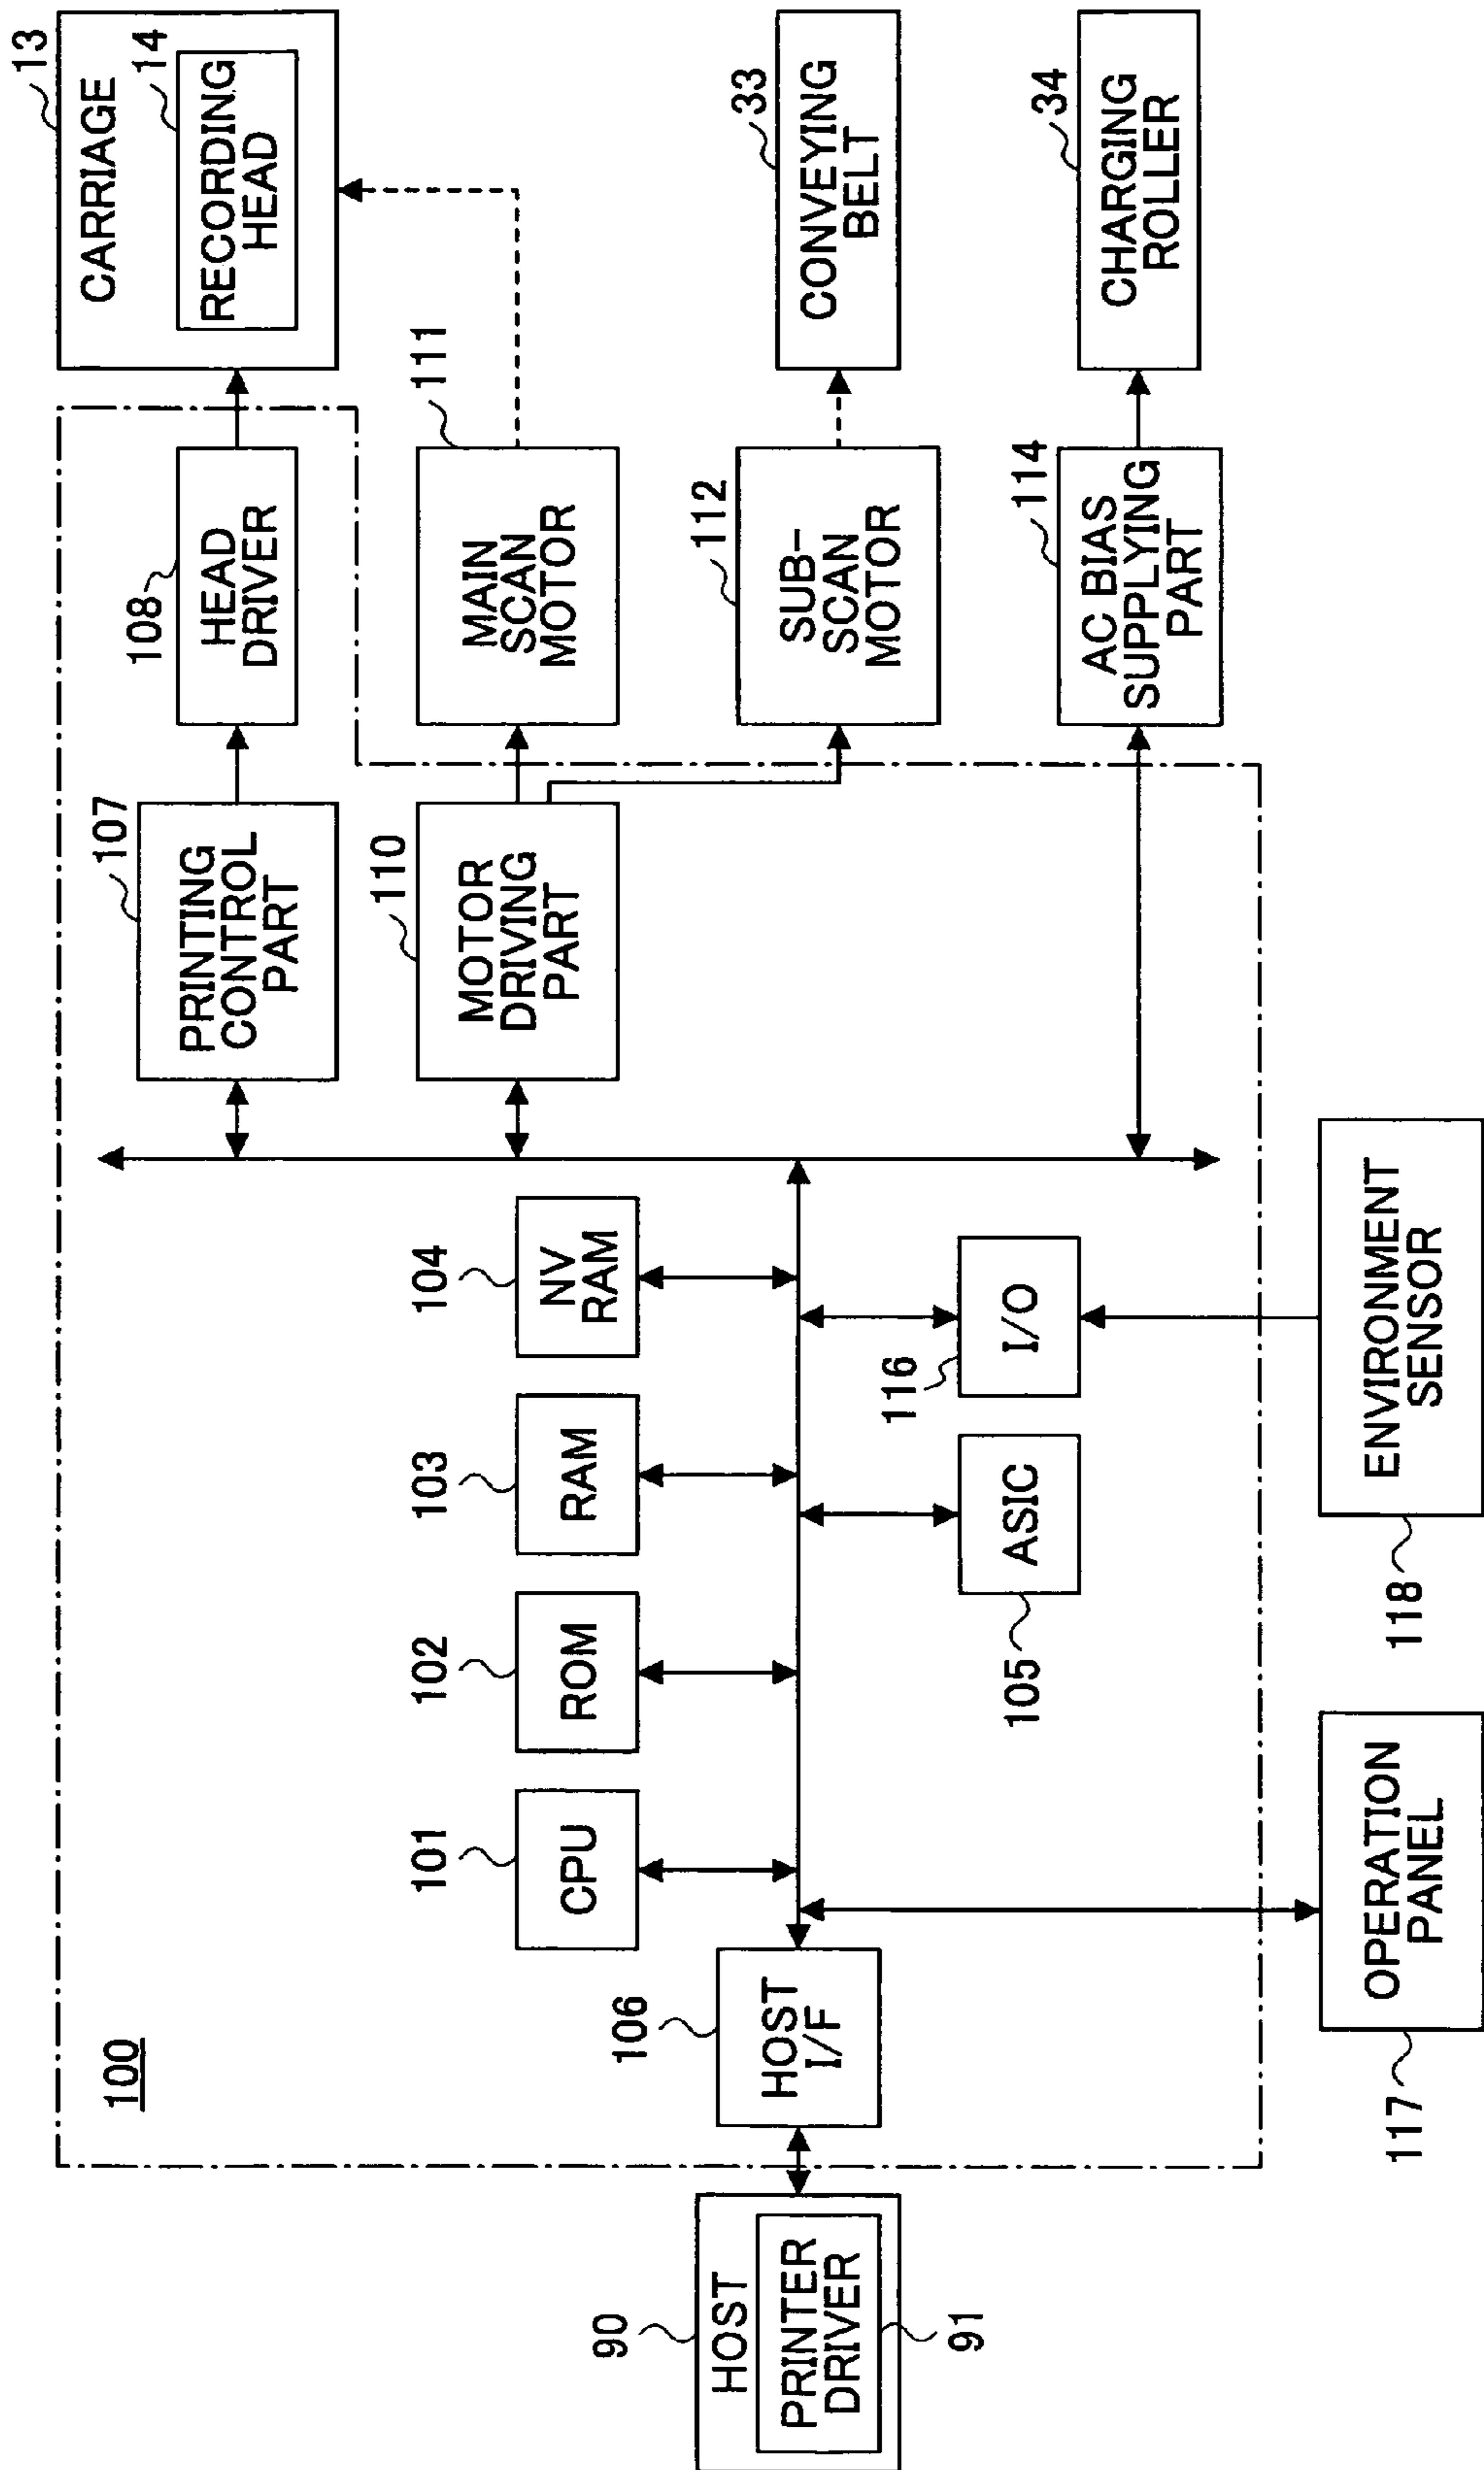 100
90
HOST
PRINTER
DRIVER
91
106
HOST
I/F
101
CPU
102
ROM
103
RAM
104
NV
RAM
105
ASIC
116
I/O
117
OPERATION
PANEL
118
ENVIRONMENT
SENSOR
107
PRINTING
CONTROL
PART
108
HEAD
DRIVER
13
CARRIAGE
14
RECORDING
HEAD
110
MOTOR
DRIVING
PART
111
MAIN
SCAN
MOTOR
112
SUB-
SCAN
MOTOR
33
CONVEYING
BELT
114
AC BIAS
SUPPLYING
PART
34
CHARGING
ROLLER